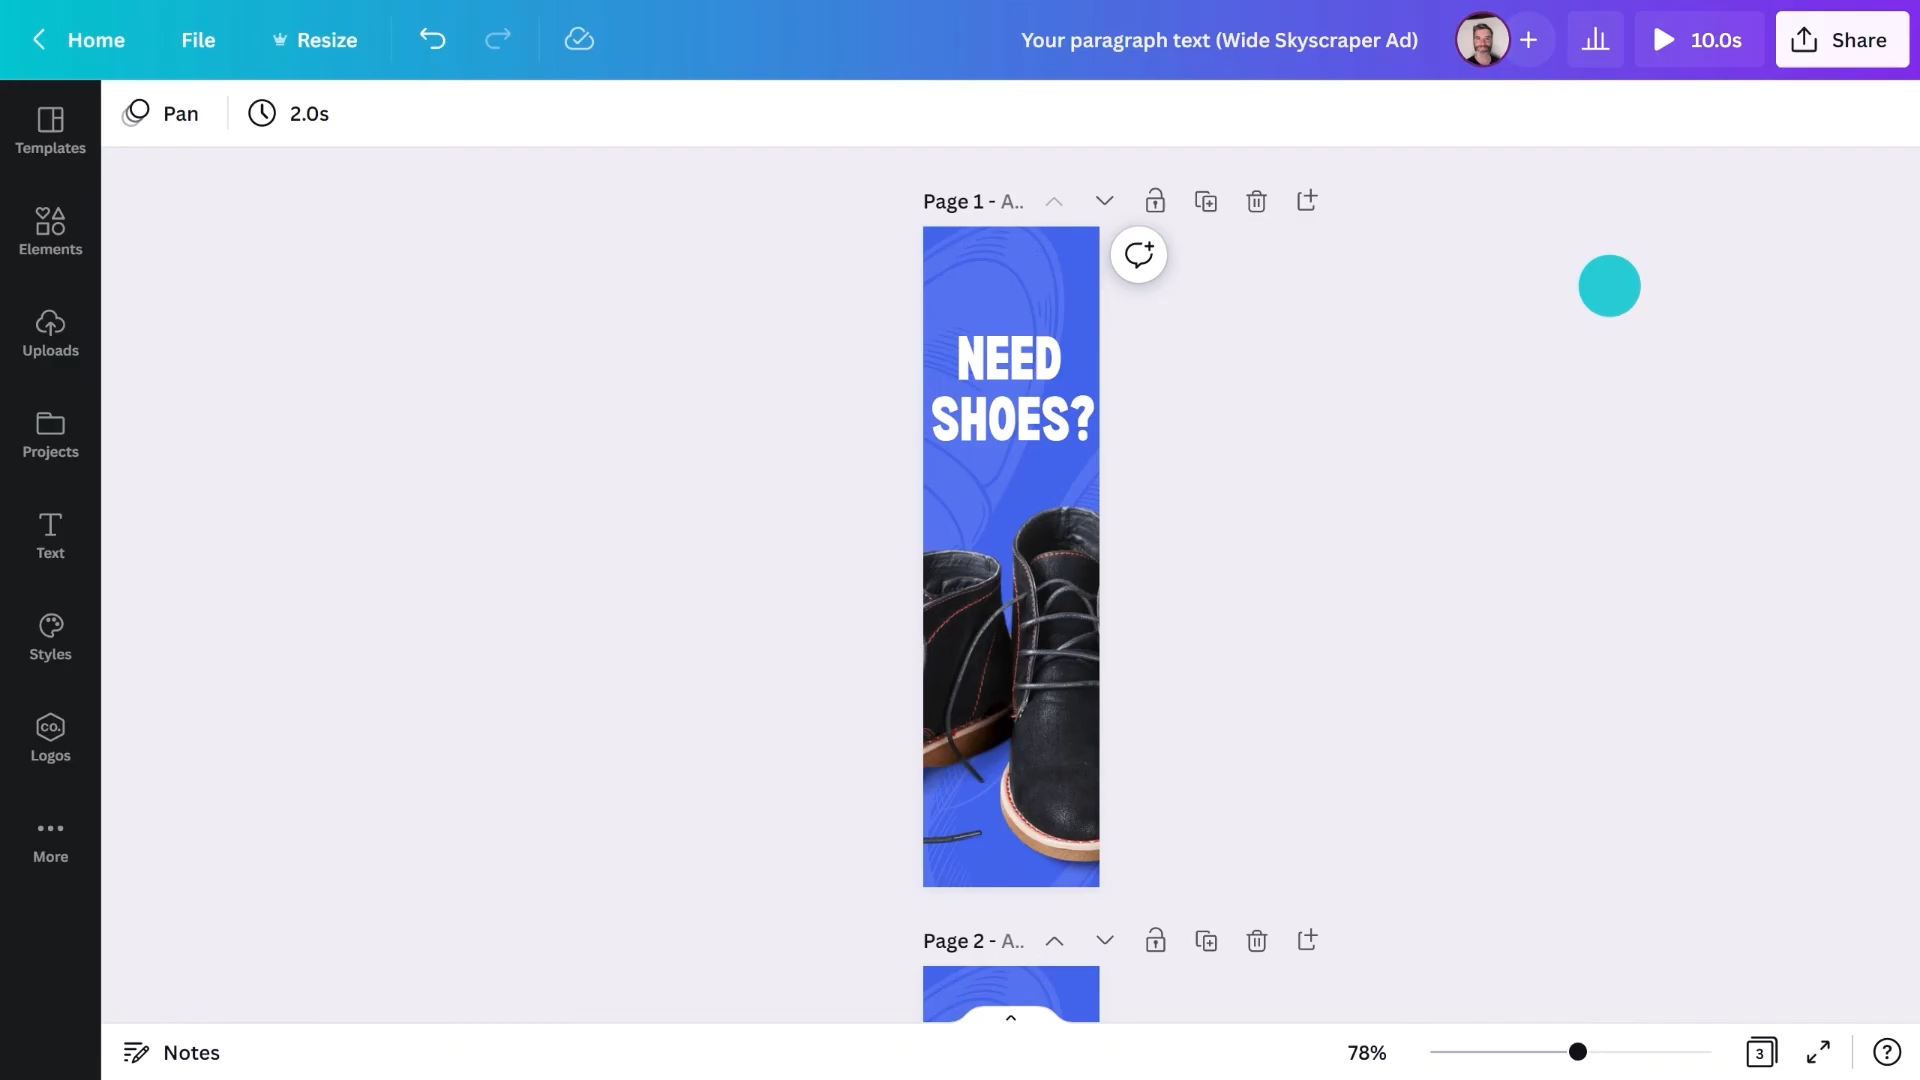 Home File Resize Your paragraph text (Wide Skyscraper Ad) 10.0s Share
Pan 2.0s
Templates
Elements
Uploads
Projects
Text
Styles
CO.
Logos
More
Page 1 - A..
NEED
SHOES?
Page 2 - A..
Notes 78% 3 ?